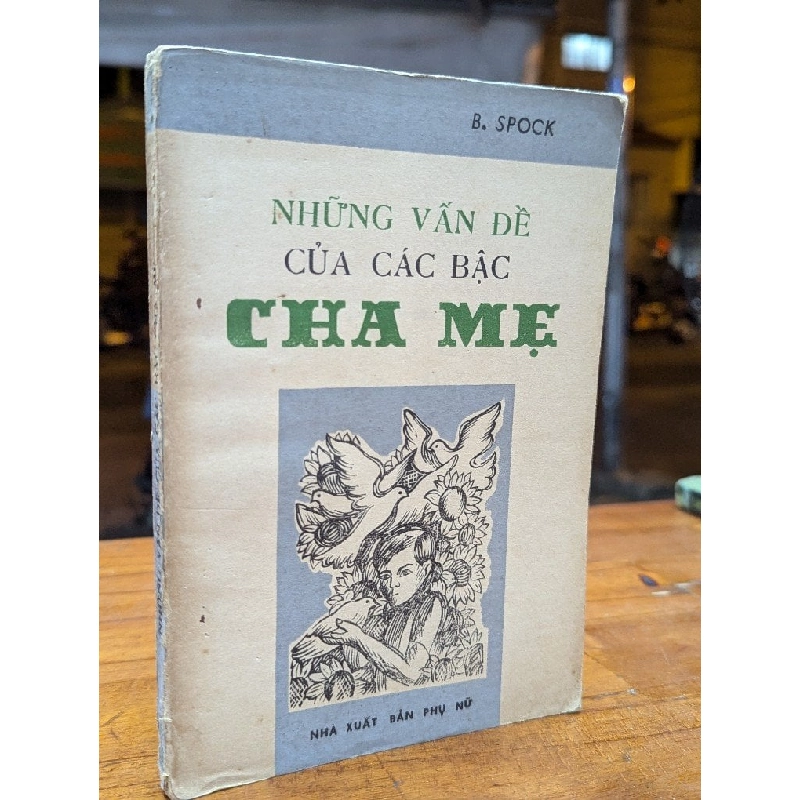 B. SPOCK
NHỮNG VẤN ĐỀ
CỦA CÁC BẬC
CHA MẸ
NHÀ XUẤT BẢN PHỤ NỮ